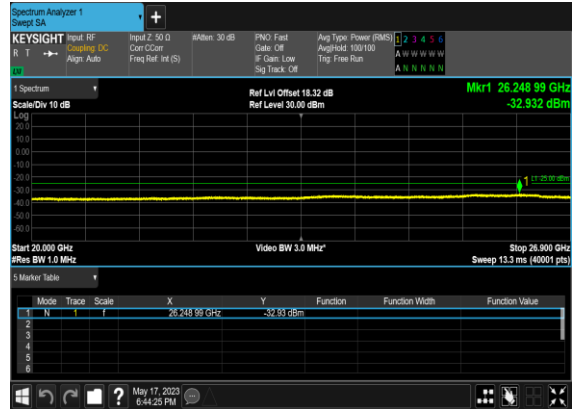 Spectrum Analyzer 1
Swept SA
+
KEYSIGHT Input: RF Input Z: 50 Ω #Atten: 30 dB PNO: Fast Avg Type: Power (RMS) 1 2 3 4 5 6
R T Coupling: DC Corr CCorr Gate: Off Avg|Hold: 100/100 A W W W W W
Align: Auto Freq Ref: Int (S) IF Gain: Low Trig: Free Run
Sig Track: Off A N N N N N
1 Spectrum
Scale/Div 10 dB
Ref Lvl Offset 18.32 dB
Ref Level 30.00 dBm
Mkr1 26.248 99 GHz
-32.932 dBm
Log
20.0
10.0
0.00
-10.0
-20.0
-30.0
-40.0
-50.0
-60.0
1
Start 20.000 GHz Video BW 3.0 MHz* Stop 26.900 GHz
#Res BW 1.0 MHz Sweep 13.3 ms (40001 pts)
5 Marker Table
Mode Trace Scale X Y Function Function Width Function Value
1 N 1 f 26.248 99 GHz -32.93 dBm
2
3
4
5
6
? May 17, 2023
6:44:25 PM